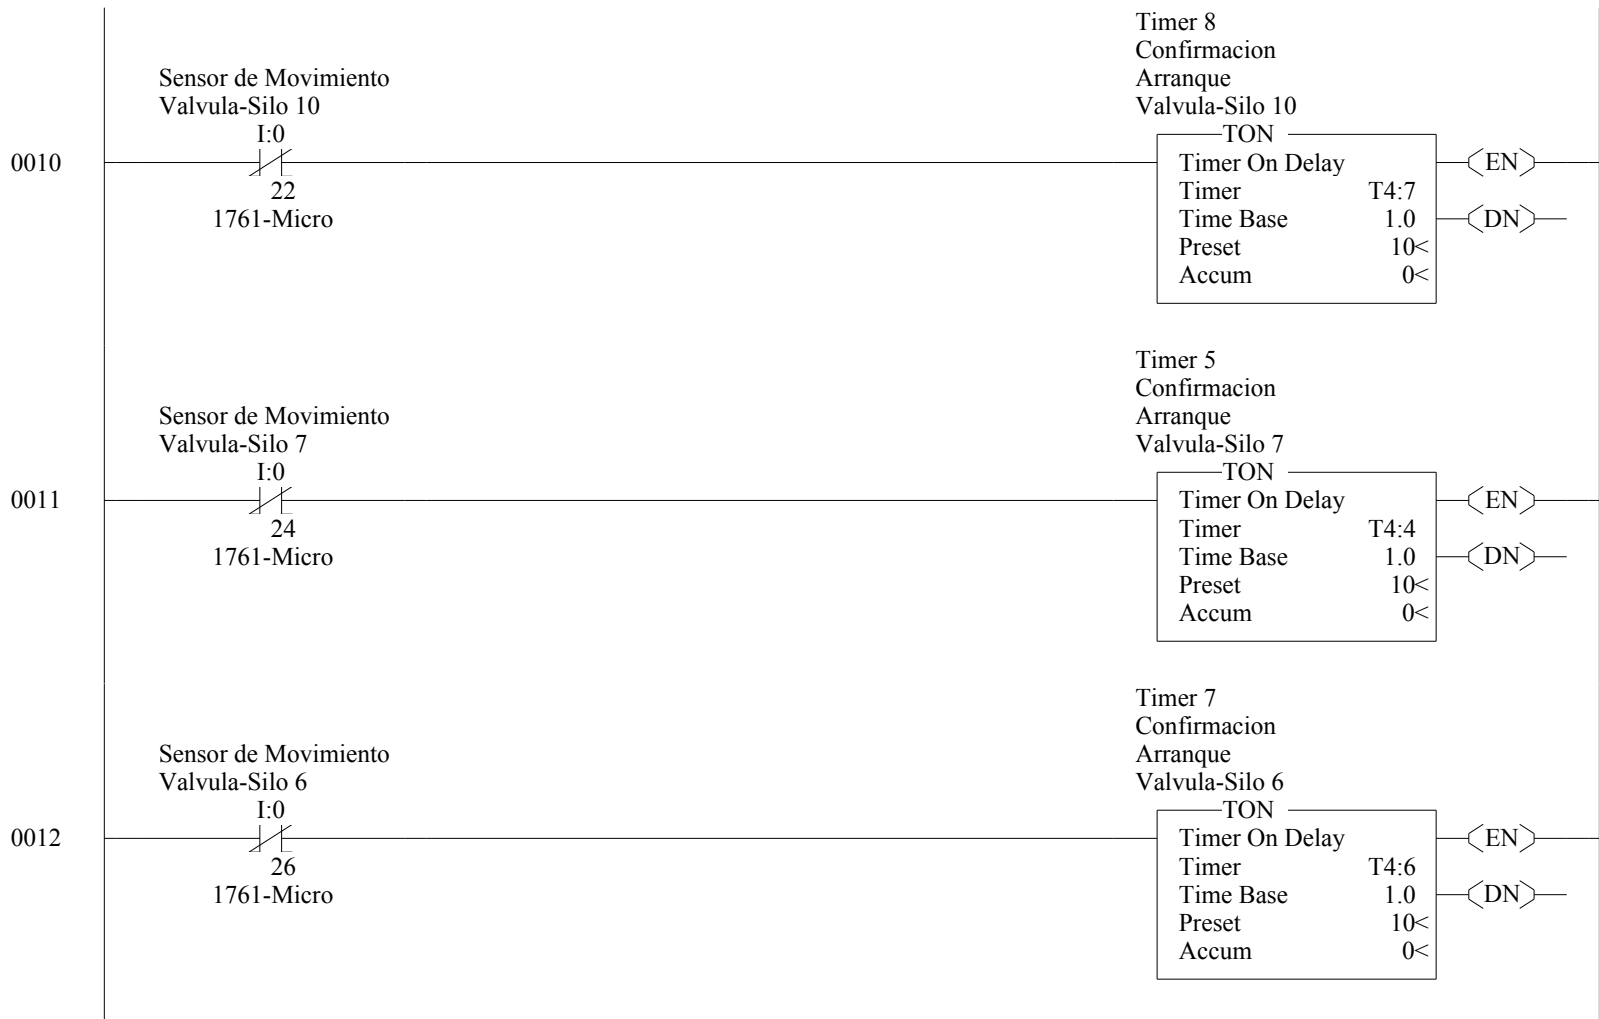 Timer 8
Confirmacion
Arranque
Valvula-Silo 10
Sensor de Movimiento
Valvula-Silo 10
I:0
22
1761-Micro
0010
TON
Timer On Delay
Timer T4:7
Time Base 1.0
Preset 10<
Accum 0<
EN
DN
Timer 5
Confirmacion
Arranque
Valvula-Silo 7
Sensor de Movimiento
Valvula-Silo 7
I:0
24
1761-Micro
0011
TON
Timer On Delay
Timer T4:4
Time Base 1.0
Preset 10<
Accum 0<
EN
DN
Timer 7
Confirmacion
Arranque
Valvula-Silo 6
Sensor de Movimiento
Valvula-Silo 6
I:0
26
1761-Micro
0012
TON
Timer On Delay
Timer T4:6
Time Base 1.0
Preset 10<
Accum 0<
EN
DN